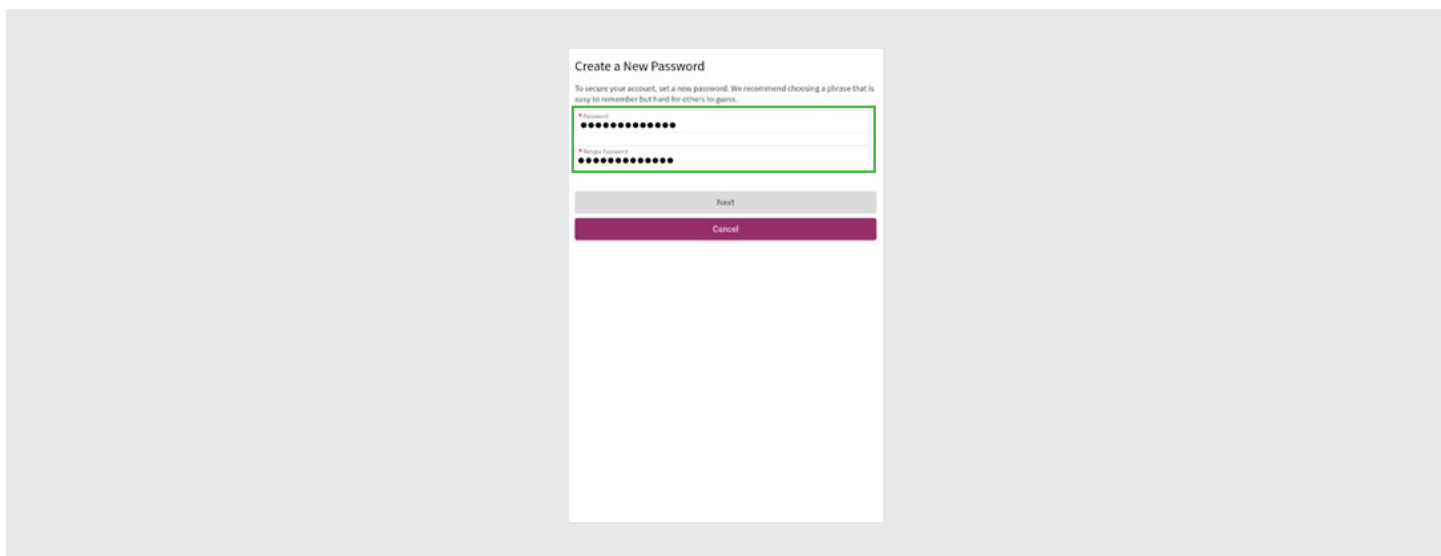 Create a New Password
To secure your account, set a new password. We recommend choosing a phrase that is
easy to remember but hard for others to guess.
* Password
●●●●●●●●●●●●●
* Retype Password
●●●●●●●●●●●●●
Next
Cancel